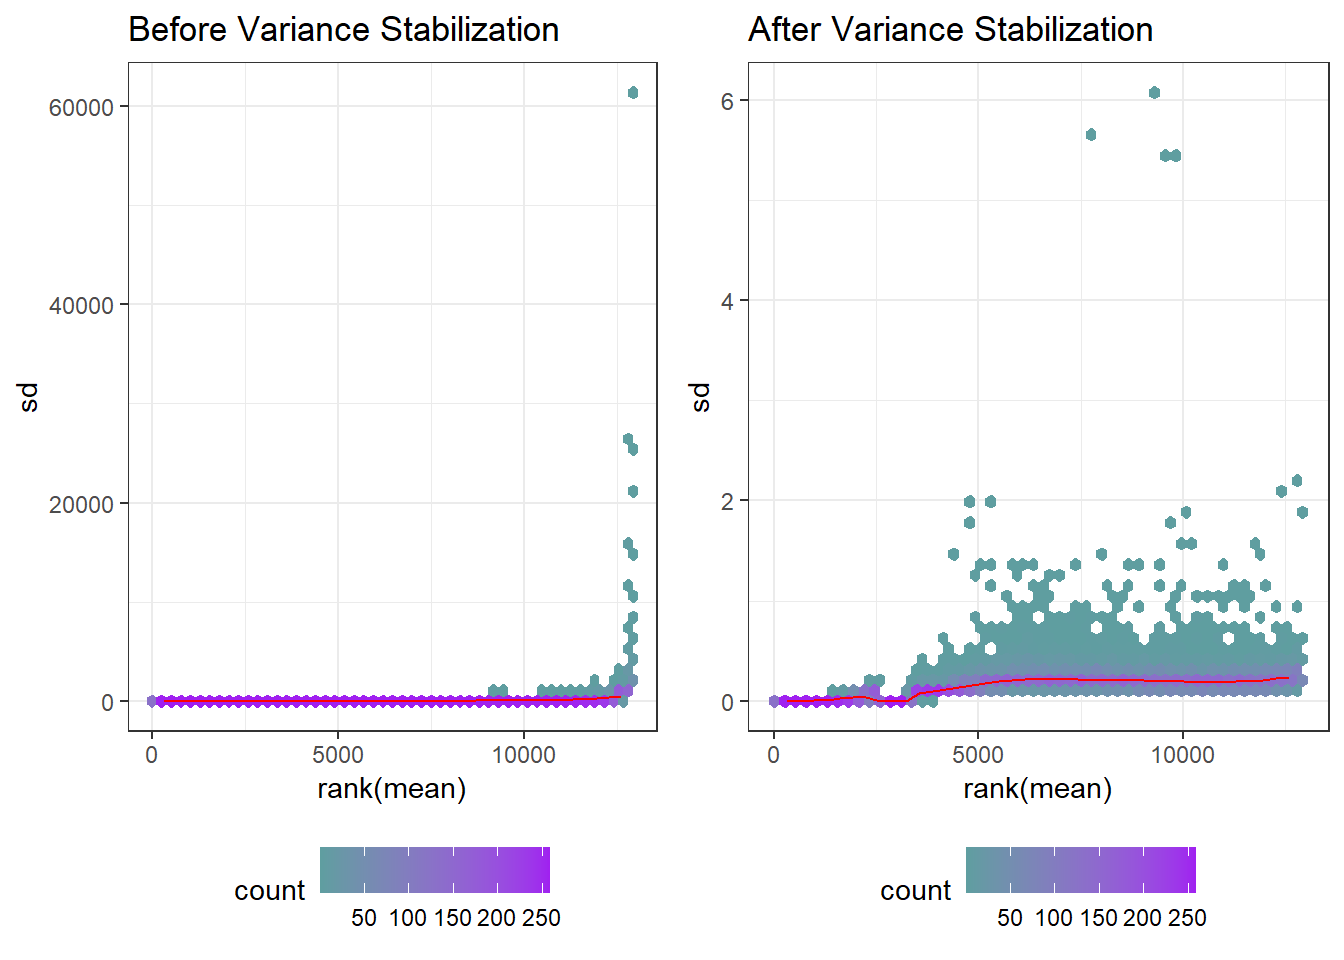 Before Variance Stabilization
60000
40000
20000
0
sd
0 5000 10000
rank(mean)
count
50 100 150 200 250
After Variance Stabilization
6
4
2
0
sd
0 5000 10000
rank(mean)
count
50 100 150 200 250